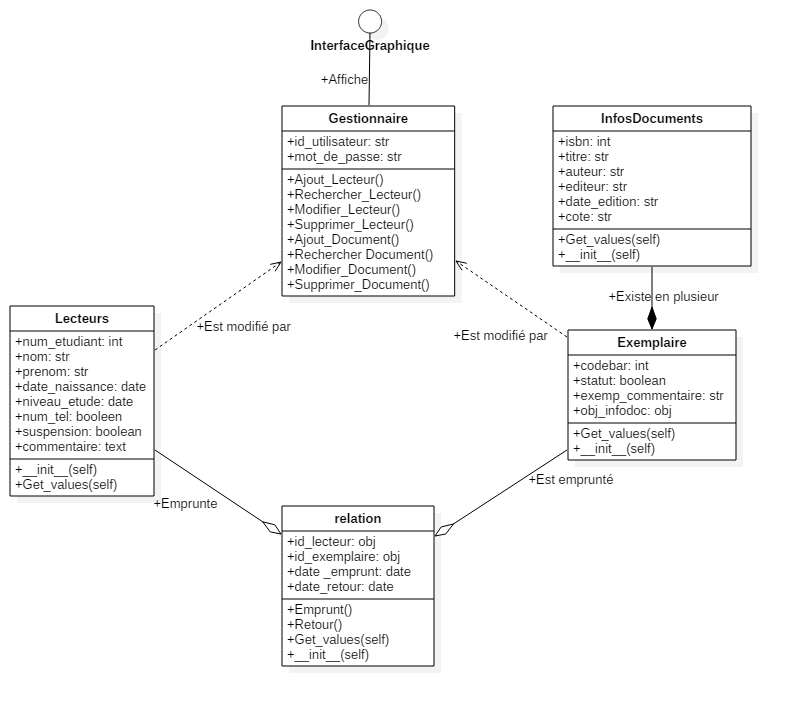 InterfaceGraphique
+Affiche
Gestionnaire
+id_utilisateur: str
+mot_de_passe: str
+Ajout_Lecteur()
+Rechercher_Lecteur()
+Modifier_Lecteur()
+Supprimer_Lecteur()
+Ajout_Document()
+Rechercher Document()
+Modifier_Document()
+Supprimer_Document()
InfosDocuments
+isbn: int
+titre: str
+auteur: str
+editeur: str
+date_edition: str
+cote: str
+Get_values(self)
+__init__(self)
+Existe en plusieur
+Est modifié par
+Est modifié par
Lecteurs
+num_etudiant: int
+nom: str
+prenom: str
+date_naissance: date
+niveau_etude: date
+num_tel: booleen
+suspension: boolean
+commentaire: text
+__init__(self)
+Get_values(self)
Exemplaire
+codebar: int
+statut: boolean
+exemp_commentaire: str
+obj_infodoc: obj
+Get_values(self)
+__init__(self)
+Emprunte
+Est emprunté
relation
+id_lecteur: obj
+id_exemplaire: obj
+date _emprunt: date
+date_retour: date
+Emprunt()
+Retour()
+Get_values(self)
+__init__(self)